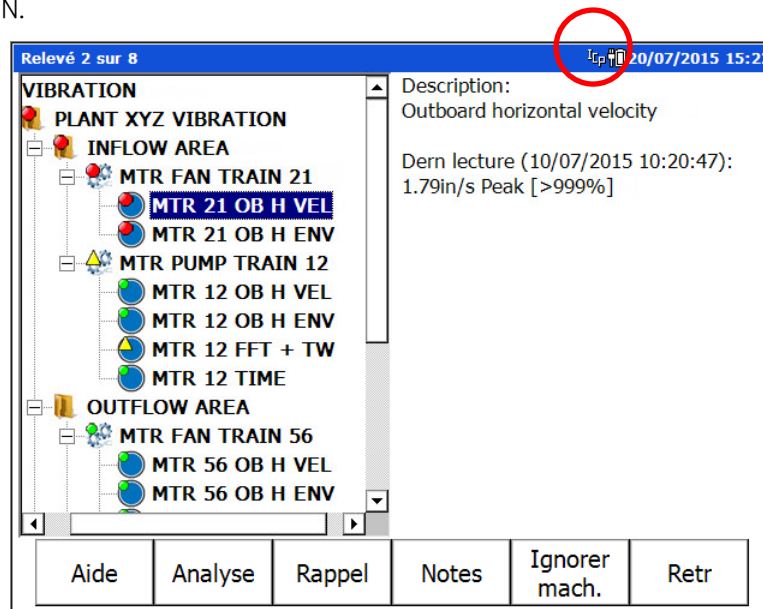 N.
Relevé 2 sur 8 Icp 20/07/2015 15:2
VIBRATION
PLANT XYZ VIBRATION
INFLOW AREA
MTR FAN TRAIN 21
MTR 21 OB H VEL
MTR 21 OB H ENV
MTR PUMP TRAIN 12
MTR 12 OB H VEL
MTR 12 OB H ENV
MTR 12 FFT + TW
MTR 12 TIME
OUTFLOW AREA
MTR FAN TRAIN 56
MTR 56 OB H VEL
MTR 56 OB H ENV
Description:
Outboard horizontal velocity
Dern lecture (10/07/2015 10:20:47):
1.79in/s Peak [>999%]
Aide
Analyse
Rappel
Notes
Ignorer
mach.
Retr